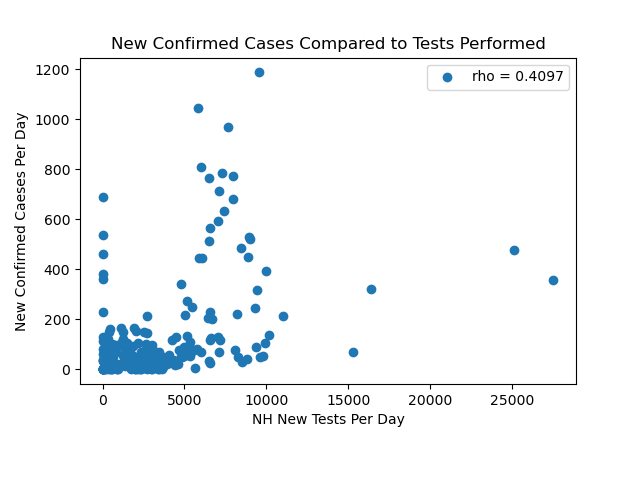 New Confirmed Cases Compared to Tests Performed
rho = 0.4097
1200
1000
800
600
400
200
0
New Confirmed Caeses Per Day
0 5000 10000 15000 20000 25000
NH New Tests Per Day